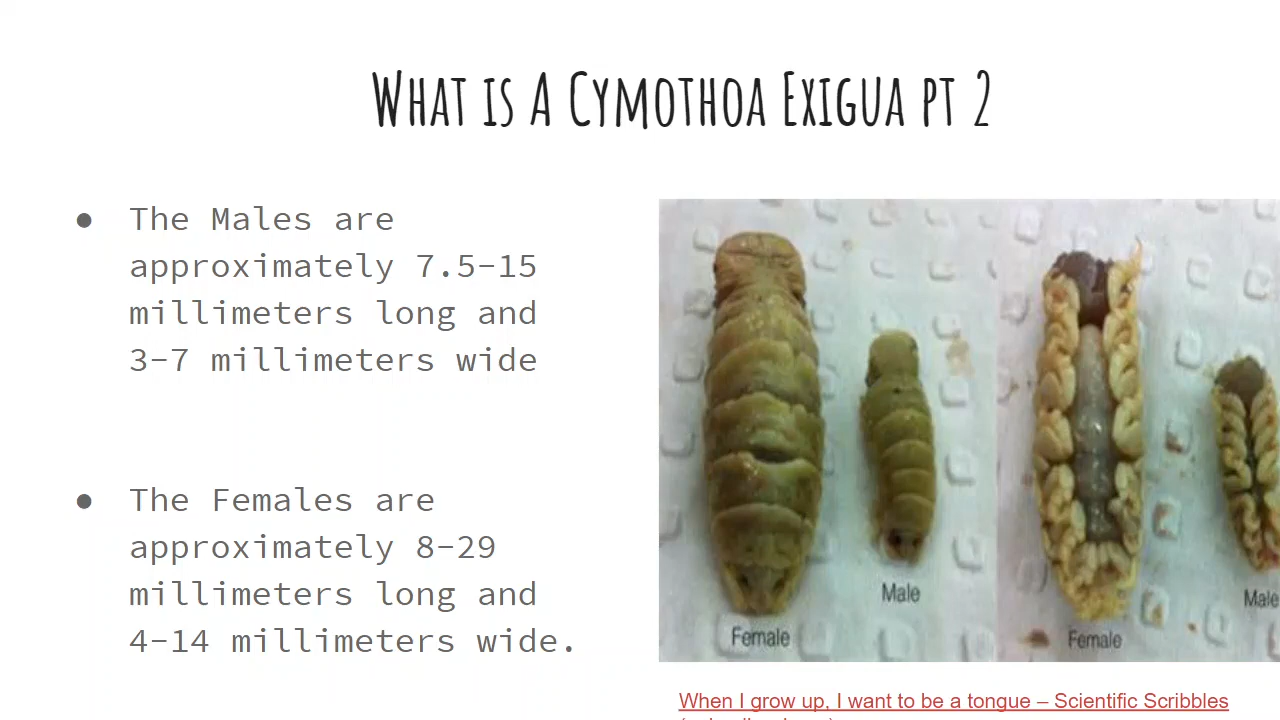 What is A Cymothoa Exigua pt 2
● The Males are
approximately 7.5-15
millimeters long and
3-7 millimeters wide
● The Females are
approximately 8-29
millimeters long and
4-14 millimeters wide.
Female
Male
Female
Male
When I grow up, I want to be a tongue – Scientific Scribbles